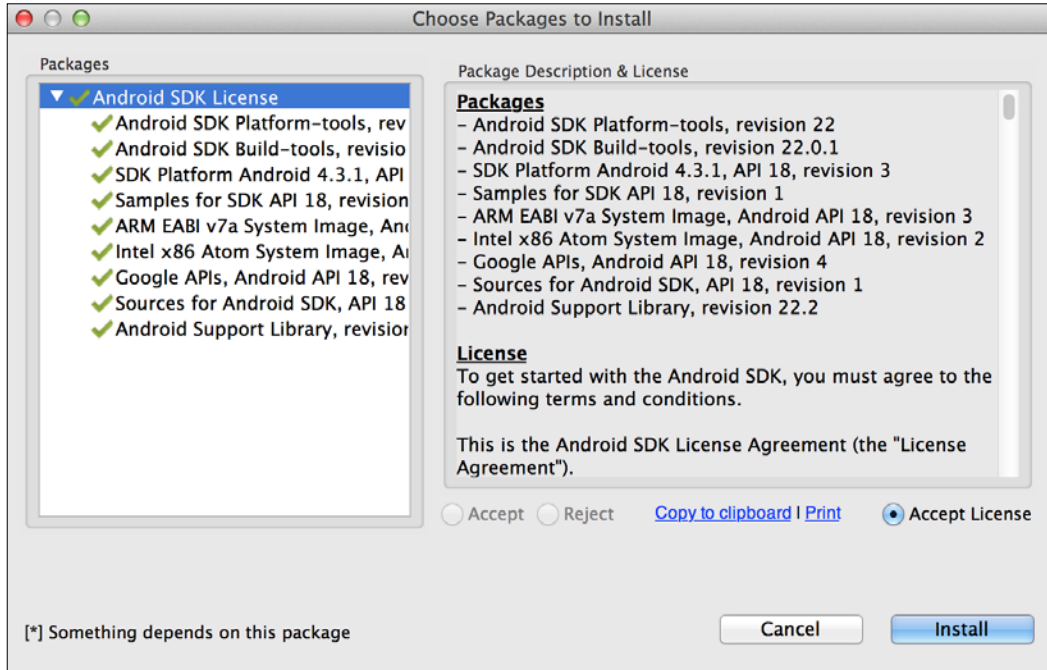 Choose Packages to Install
Packages
Android SDK License
Android SDK Platform-tools, rev
Android SDK Build-tools, revisio
SDK Platform Android 4.3.1, API
Samples for SDK API 18, revision
ARM EABI v7a System Image, And
Intel x86 Atom System Image, A
Google APIs, Android API 18, rev
Sources for Android SDK, API 18
Android Support Library, revision
Package Description & License
Packages
– Android SDK Platform-tools, revision 22
– Android SDK Build-tools, revision 22.0.1
– SDK Platform Android 4.3.1, API 18, revision 3
– Samples for SDK API 18, revision 1
– ARM EABI v7a System Image, Android API 18, revision 3
– Intel x86 Atom System Image, Android API 18, revision 2
– Google APIs, Android API 18, revision 4
– Sources for Android SDK, API 18, revision 1
– Android Support Library, revision 22.2
License
To get started with the Android SDK, you must agree to the
following terms and conditions.
This is the Android SDK License Agreement (the "License
Agreement").
Accept Reject Copy to clipboard | Print Accept License
[*] Something depends on this package
Cancel Install